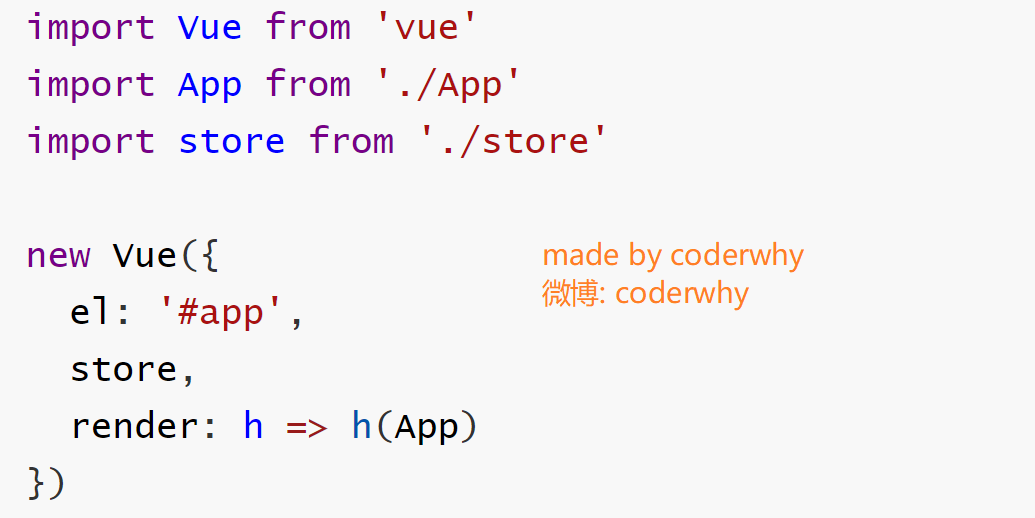 import Vue from 'vue'
import App from './App'
import store from './store'
new Vue({
made by coderwhy
el: '#app',
微博: coderwhy
store,
render: h => h(App)
})